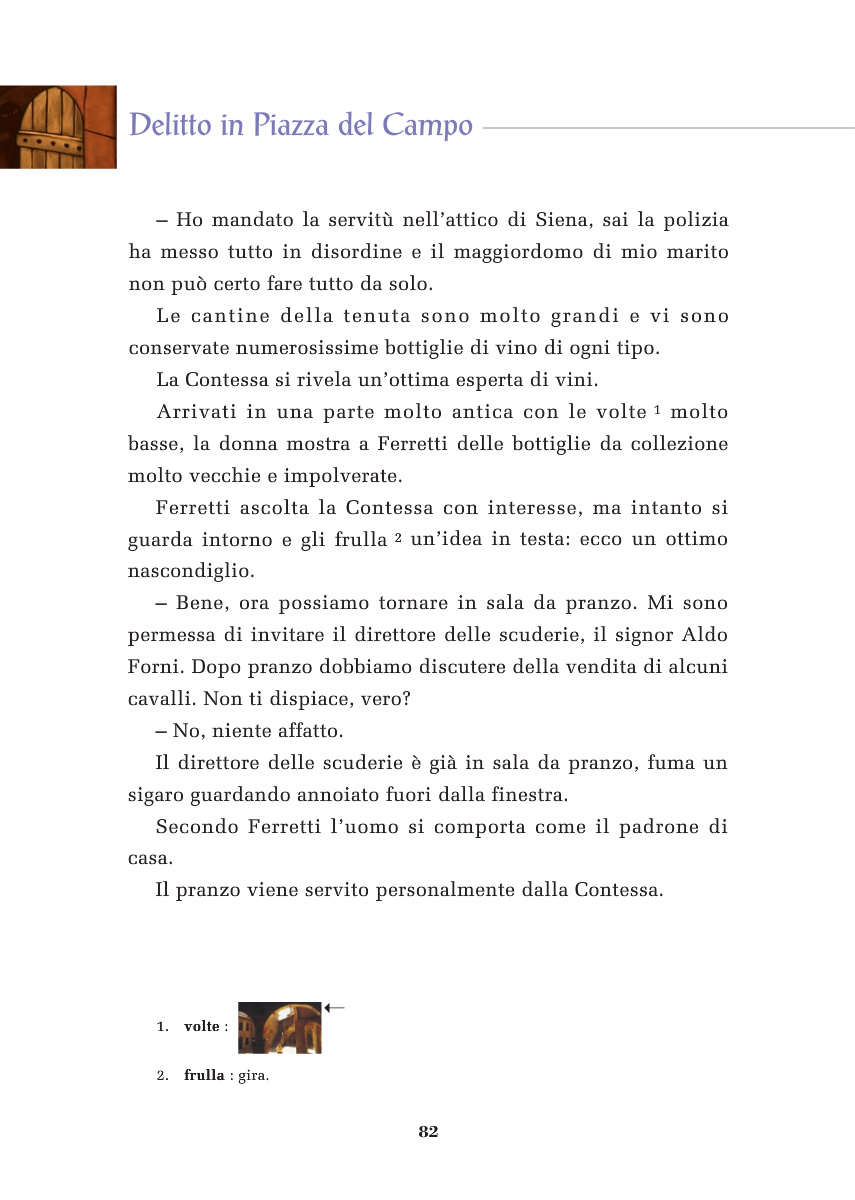 Delitto in Piazza del Campo
– Ho mandato la servitù nell’attico di Siena, sai la polizia
ha messo tutto in disordine e il maggiordomo di mio marito
non può certo fare tutto da solo.
Le cantine della tenuta sono molto grandi e vi sono
conservate numerosissime bottiglie di vino di ogni tipo.
La Contessa si rivela un’ottima esperta di vini.
Arrivati in una parte molto antica con le volte 1 molto
basse, la donna mostra a Ferretti delle bottiglie da collezione
molto vecchie e impolverate.
Ferretti ascolta la Contessa con interesse, ma intanto si
guarda intorno e gli frulla 2 un’idea in testa: ecco un ottimo
nascondiglio.
– Bene, ora possiamo tornare in sala da pranzo. Mi sono
permessa di invitare il direttore delle scuderie, il signor Aldo
Forni. Dopo pranzo dobbiamo discutere della vendita di alcuni
cavalli. Non ti dispiace, vero?
– No, niente affatto.
Il direttore delle scuderie è già in sala da pranzo, fuma un
sigaro guardando annoiato fuori dalla finestra.
Secondo Ferretti l’uomo si comporta come il padrone di
casa.
Il pranzo viene servito personalmente dalla Contessa.
1. volte :
2. frulla : gira.
82